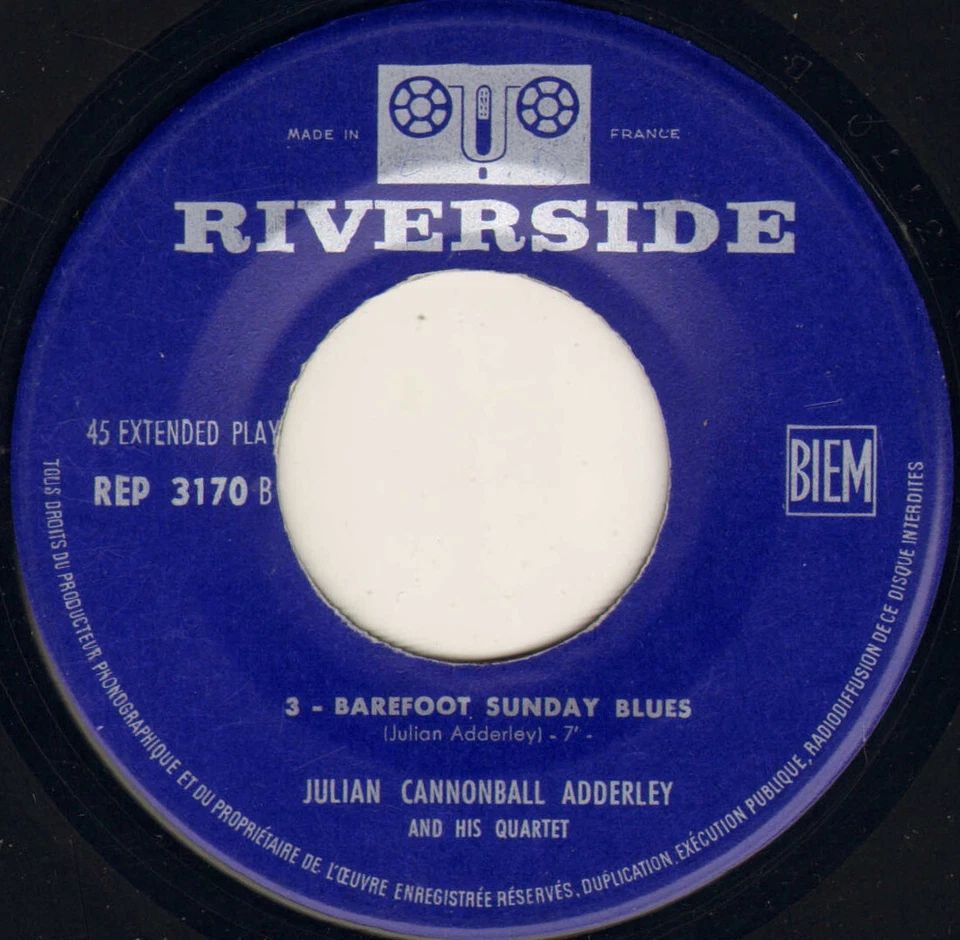 MADE IN FRANCE
RIVERSIDE
45 EXTENDED PLAY
REP 3170 B
BIEM
3 - BAREFOOT SUNDAY BLUES
(Julian Adderley) - 7' -
JULIAN CANNONBALL ADDERLEY
AND HIS QUARTET
TOUS DROITS DU PRODUCTEUR PHONOGRAPHIQUE ET DU PROPRIÉTAIRE DE L'ŒUVRE ENREGISTRÉE RÉSERVÉS, DUPLICATION, EXÉCUTION PUBLIQUE, RADIODIFFUSION DE CE DISQUE INTERDITES